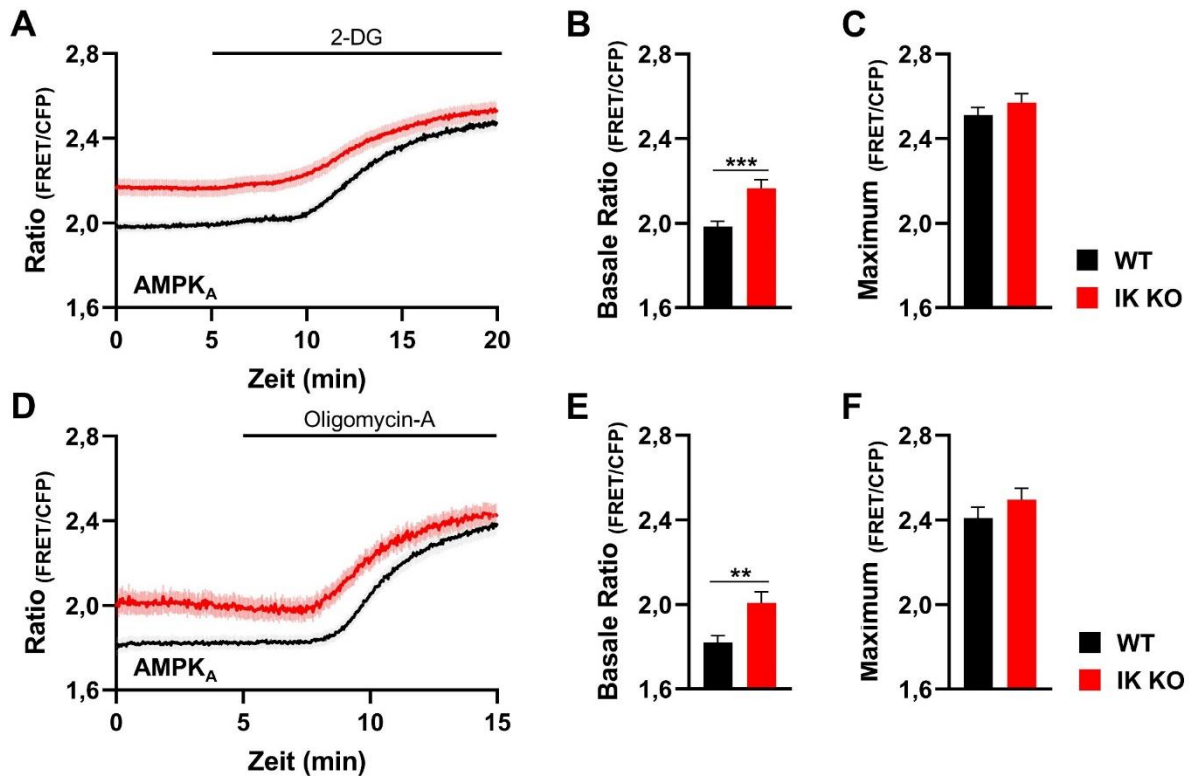 A
2-DG
Ratio (FRET/CFP)
2,8
2,4
2,0
1,6
AMPKA
0
5
10
15
20
Zeit (min)
B
Basale Ratio (FRET/CFP)
2,8
2,4
2,0
1,6
***
C
Maximum (FRET/CFP)
2,8
2,4
2,0
1,6
WT
IK KO
D
Oligomycin-A
Ratio (FRET/CFP)
2,8
2,4
2,0
1,6
AMPKA
0
5
10
15
Zeit (min)
E
Basale Ratio (FRET/CFP)
2,8
2,4
2,0
1,6
**
F
Maximum (FRET/CFP)
2,8
2,4
2,0
1,6
WT
IK KO